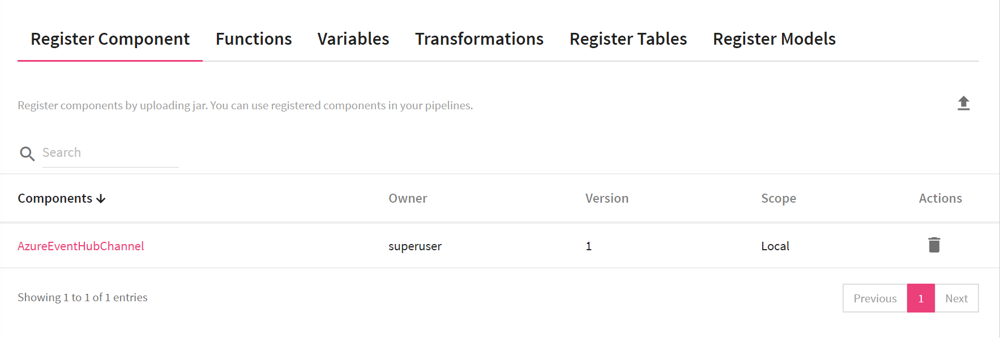 Register Component Functions Variables Transformations Register Tables Register Models
Register components by uploading jar. You can use registered components in your pipelines.
Search
Components Owner Version Scope Actions
AzureEventHubChannel superuser 1 Local
Showing 1 to 1 of 1 entries Previous 1 Next